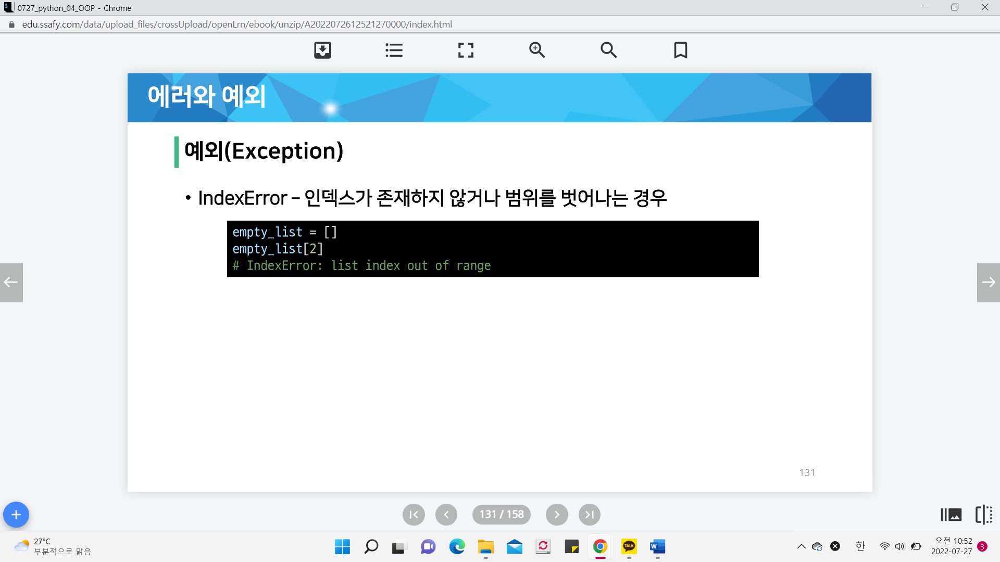 0727_python_04_OOP - Chrome
edu.ssafy.com/data/upload_files/crossUpload/openLrn/ebook/unzip/A2022072612521270000/index.html
에러와 예외
예외(Exception)
• IndexError – 인덱스가 존재하지 않거나 범위를 벗어나는 경우
empty_list = []
empty_list[2]
# IndexError: list index out of range
131
131 / 158
27°C
부분적으로 맑음
TALK
W
한
오전 10:52
2022-07-27
3